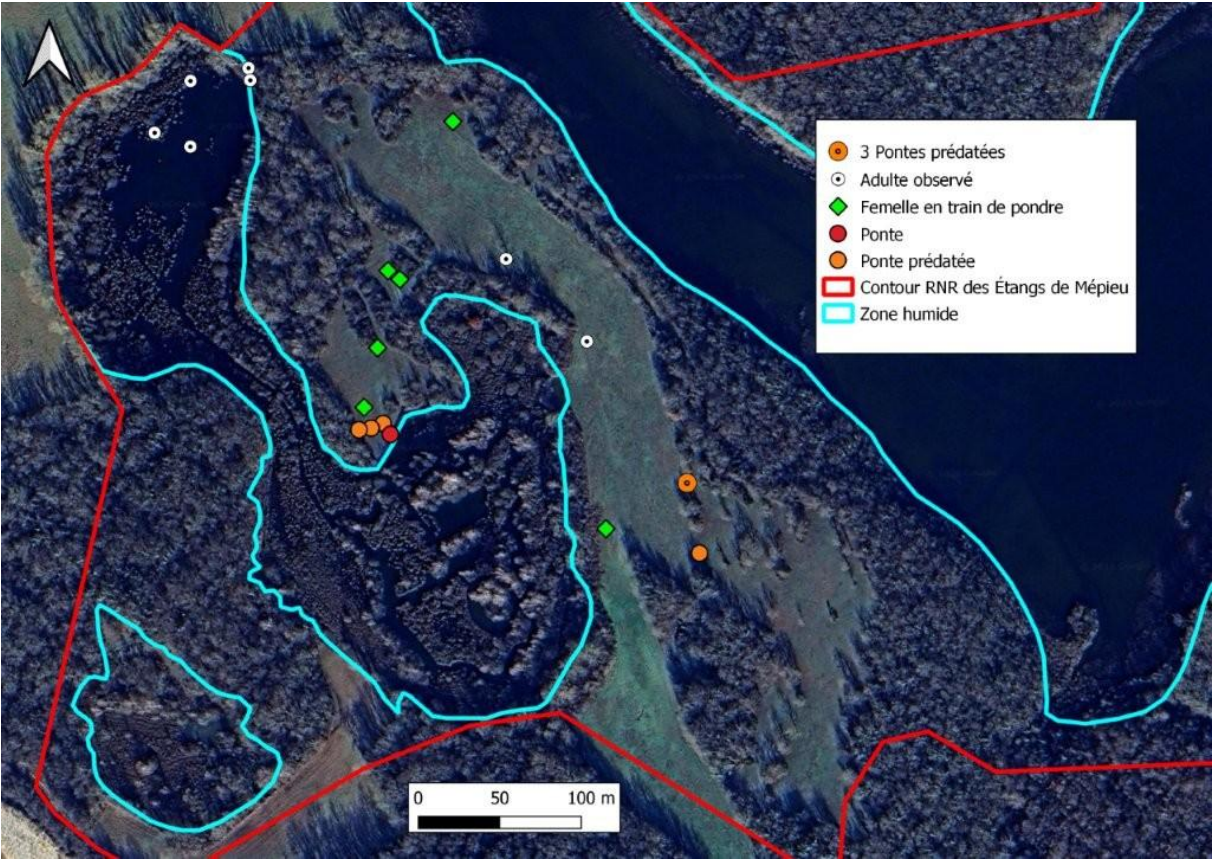 3 Pontes prédatées
Adulte observé
Femelle en train de pondre
Ponte
Ponte prédatée
Contour RNR des Étangs de Mépieu
Zone humide
0 50 100 m